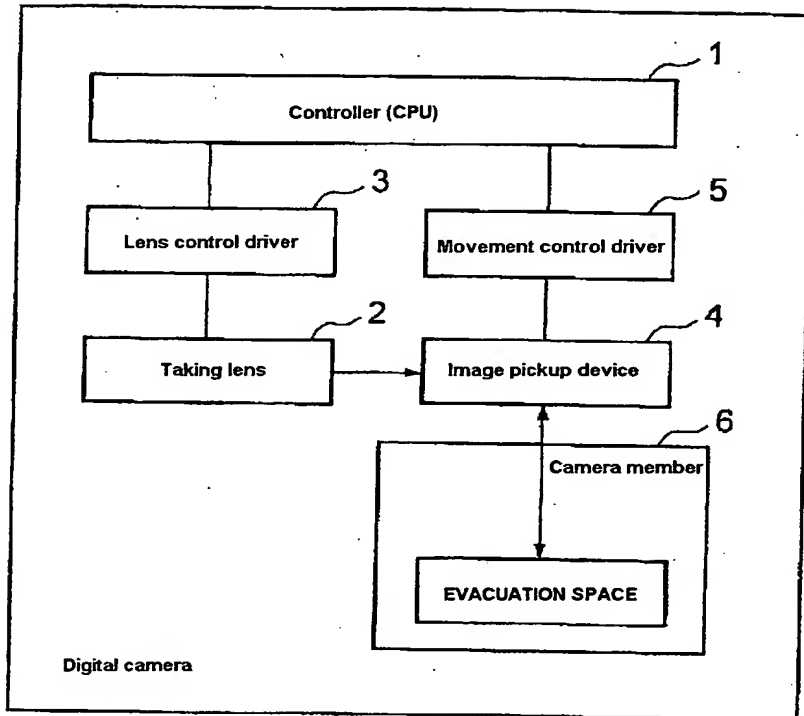 1
Controller (CPU)
3
5
Lens control driver
Movement control driver
2
4
Taking lens
Image pickup device
6
Camera member
EVACUATION SPACE
Digital camera